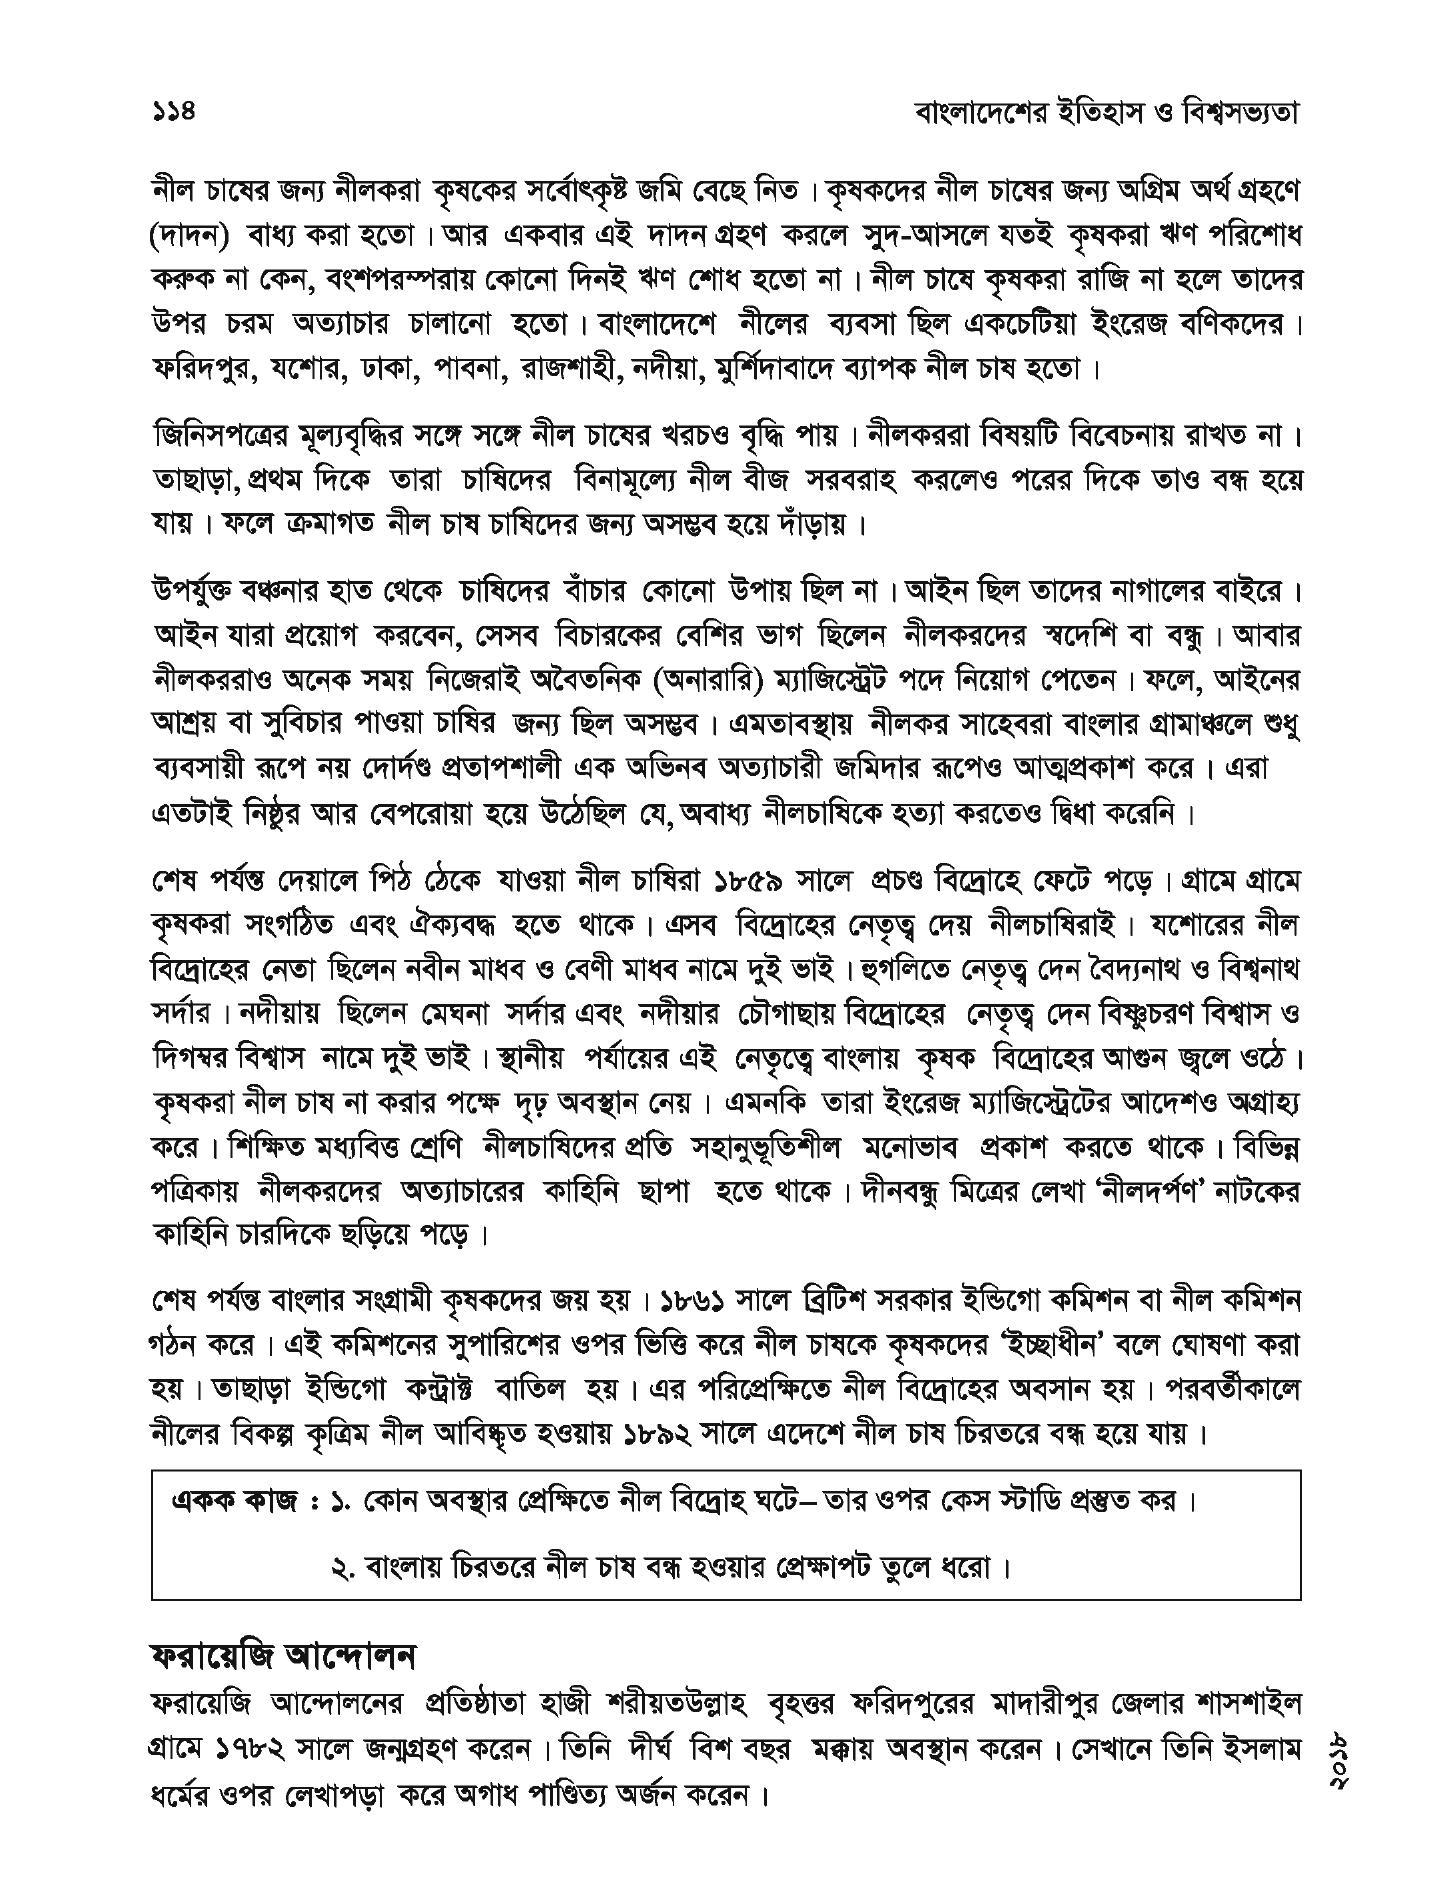 ১১৪
বাংলাদেশের ইতিহাস ও বিশ্বসভ্যতা
নীল চাষের জন্য নীলকরা কৃষকের সর্বোৎকৃষ্ট জমি বেছে নিত। কৃষকদের নীল চাষের জন্য অগ্রিম অর্থ গ্রহণে
(দাদন) বাধ্য করা হতো। আর একবার এই দাদন গ্রহণ করলে সুদ-আসলে যতই কৃষকরা ঋণ পরিশোধ
করুক না কেন, বংশপরম্পরায় কোনো দিনই ঋণ শোধ হতো না। নীল চাষে কৃষকরা রাজি না হলে তাদের
উপর চরম অত্যাচার চালানো হতো। বাংলাদেশে নীলের ব্যবসা ছিল একচেটিয়া ইংরেজ বণিকদের।
ফরিদপুর, যশোর, ঢাকা, পাবনা, রাজশাহী, নদীয়া, মুর্শিদাবাদে ব্যাপক নীল চাষ হতো।
জিনিসপত্রের মূল্যবৃদ্ধির সঙ্গে সঙ্গে নীল চাষের খরচও বৃদ্ধি পায়। নীলকররা বিষয়টি বিবেচনায় রাখত না।
তাছাড়া, প্রথম দিকে তারা চাষিদের বিনামূল্যে নীল বীজ সরবরাহ করলেও পরের দিকে তাও বন্ধ হয়ে
যায়। ফলে ক্রমাগত নীল চাষ চাষিদের জন্য অসম্ভব হয়ে দাঁড়ায়।
উপর্যুক্ত বঞ্চনার হাত থেকে চাষিদের বাঁচার কোনো উপায় ছিল না। আইন ছিল তাদের নাগালের বাইরে।
আইন যারা প্রয়োগ করবেন, সেসব বিচারকের বেশির ভাগ ছিলেন নীলকরদের স্বদেশি বা বন্ধু। আবার
নীলকররাও অনেক সময় নিজেরাই অবৈতনিক (অনারারি) ম্যাজিস্ট্রেট পদে নিয়োগ পেতেন। ফলে, আইনের
আশ্রয় বা সুবিচার পাওয়া চাষির জন্য ছিল অসম্ভব। এমতাবস্থায় নীলকর সাহেবরা বাংলার গ্রামাঞ্চলে শুধু
ব্যবসায়ী রূপে নয় দোর্দণ্ড প্রতাপশালী এক অভিনব অত্যাচারী জমিদার রূপেও আত্মপ্রকাশ করে। এরা
এতটাই নিষ্ঠুর আর বেপরোয়া হয়ে উঠেছিল যে, অবাধ্য নীলচাষিকে হত্যা করতেও দ্বিধা করেনি।
শেষ পর্যন্ত দেয়ালে পিঠ ঠেকে যাওয়া নীল চাষিরা ১৮৫৯ সালে প্রচণ্ড বিদ্রোহে ফেটে পড়ে। গ্রামে গ্রামে
কৃষকরা সংগঠিত এবং ঐক্যবদ্ধ হতে থাকে। এসব বিদ্রোহের নেতৃত্ব দেয় নীলচাষিরাই। যশোরের নীল
বিদ্রোহের নেতা ছিলেন নবীন মাধব ও বেণী মাধব নামে দুই ভাই। হুগলিতে নেতৃত্ব দেন বৈদ্যনাথ ও বিশ্বনাথ
সর্দার। নদীয়ায় ছিলেন মেঘনা সর্দার এবং নদীয়ার চৌগাছায় বিদ্রোহের নেতৃত্ব দেন বিষ্ণুচরণ বিশ্বাস ও
দিগম্বর বিশ্বাস নামে দুই ভাই। স্থানীয় পর্যায়ের এই নেতৃত্বে বাংলায় কৃষক বিদ্রোহের আগুন জ্বলে ওঠে।
কৃষকরা নীল চাষ না করার পক্ষে দৃঢ় অবস্থান নেয়। এমনকি তারা ইংরেজ ম্যাজিস্ট্রেটের আদেশও অগ্রাহ্য
করে। শিক্ষিত মধ্যবিত্ত শ্রেণি নীলচাষিদের প্রতি সহানুভূতিশীল মনোভাব প্রকাশ করতে থাকে। বিভিন্ন
পত্রিকায় নীলকরদের অত্যাচারের কাহিনি ছাপা হতে থাকে। দীনবন্ধু মিত্রের লেখা ‘নীলদর্পণ’ নাটকের
কাহিনি চারদিকে ছড়িয়ে পড়ে।
শেষ পর্যন্ত বাংলার সংগ্রামী কৃষকদের জয় হয়। ১৮৬১ সালে ব্রিটিশ সরকার ইন্ডিগো কমিশন বা নীল কমিশন
গঠন করে। এই কমিশনের সুপারিশের ওপর ভিত্তি করে নীল চাষকে কৃষকদের ‘ইচ্ছাধীন’ বলে ঘোষণা করা
হয়। তাছাড়া ইন্ডিগো কন্ট্রাক্ট বাতিল হয়। এর পরিপ্রেক্ষিতে নীল বিদ্রোহের অবসান হয়। পরবর্তীকালে
নীলের বিকল্প কৃত্রিম নীল আবিষ্কৃত হওয়ায় ১৮৯২ সালে এদেশে নীল চাষ চিরতরে বন্ধ হয়ে যায়।
একক কাজ : ১. কোন অবস্থার প্রেক্ষিতে নীল বিদ্রোহ ঘটে– তার ওপর কেস স্টাডি প্রস্তুত কর।
২. বাংলায় চিরতরে নীল চাষ বন্ধ হওয়ার প্রেক্ষাপট তুলে ধরো।
ফরায়েজি আন্দোলন
ফরায়েজি আন্দোলনের প্রতিষ্ঠাতা হাজী শরীয়তউল্লাহ বৃহত্তর ফরিদপুরের মাদারীপুর জেলার শাসশাইল
গ্রামে ১৭৮২ সালে জন্মগ্রহণ করেন। তিনি দীর্ঘ বিশ বছর মক্কায় অবস্থান করেন। সেখানে তিনি ইসলাম
ধর্মের ওপর লেখাপড়া করে অগাধ পাণ্ডিত্য অর্জন করেন।
২০১৮